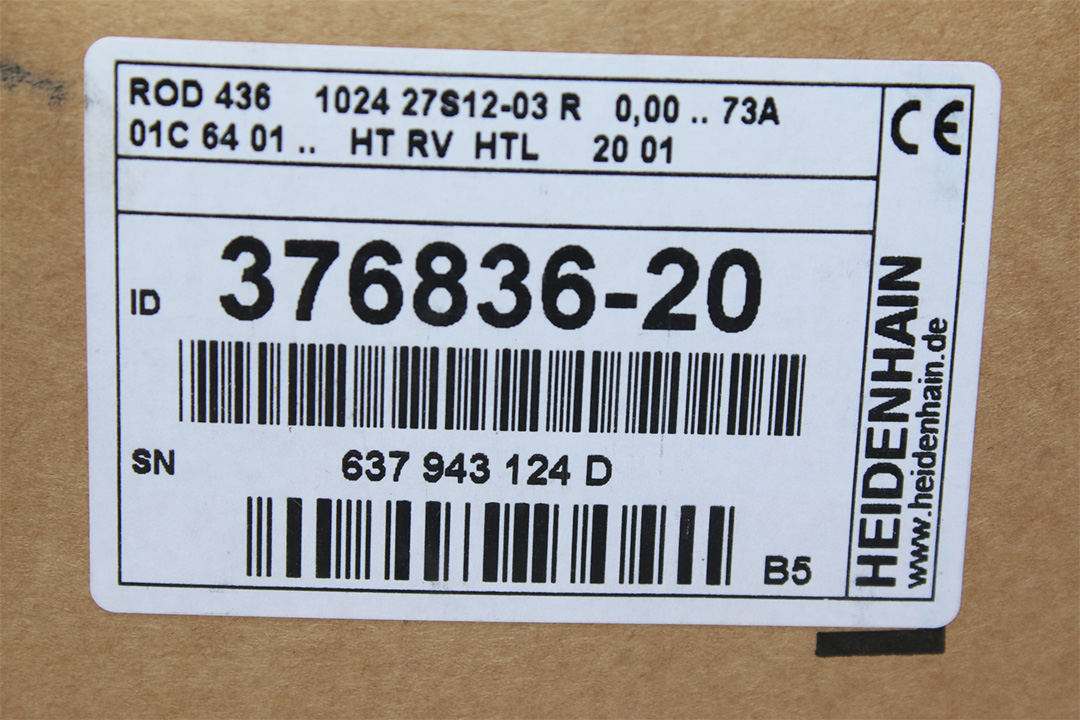 ROD 436 1024 27S12-03 R 0,00 .. 73A
01C 64 01 .. HT RV HTL 20 01
CE
ID 376836-20
SN 637 943 124 D
B5
HEIDENHAIN
www.heidenhain.de